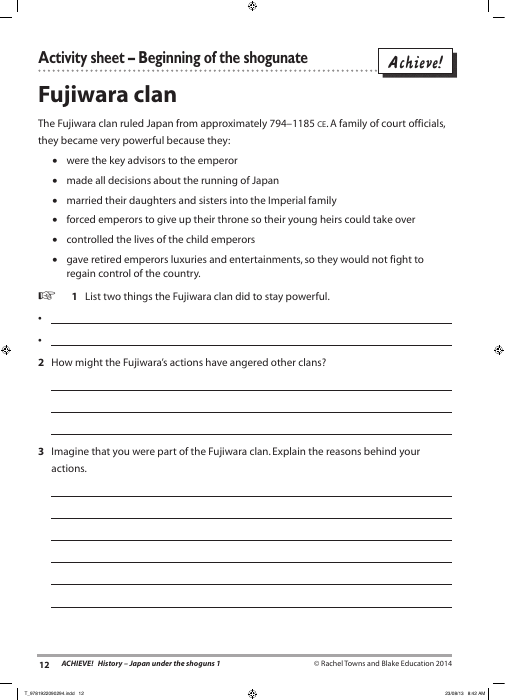 Activity sheet – Beginning of the shogunate
Achieve!
Fujiwara clan
The Fujiwara clan ruled Japan from approximately 794–1185 CE. A family of court officials,
they became very powerful because they:
• were the key advisors to the emperor
• made all decisions about the running of Japan
• married their daughters and sisters into the Imperial family
• forced emperors to give up their throne so their young heirs could take over
• controlled the lives of the child emperors
• gave retired emperors luxuries and entertainments, so they would not fight to
regain control of the country.
☞ 1 List two things the Fujiwara clan did to stay powerful.
•
•
2 How might the Fujiwara's actions have angered other clans?
3 Imagine that you were part of the Fujiwara clan. Explain the reasons behind your
actions.
12 ACHIEVE! History – Japan under the shoguns 1 © Rachel Towns and Blake Education 2014